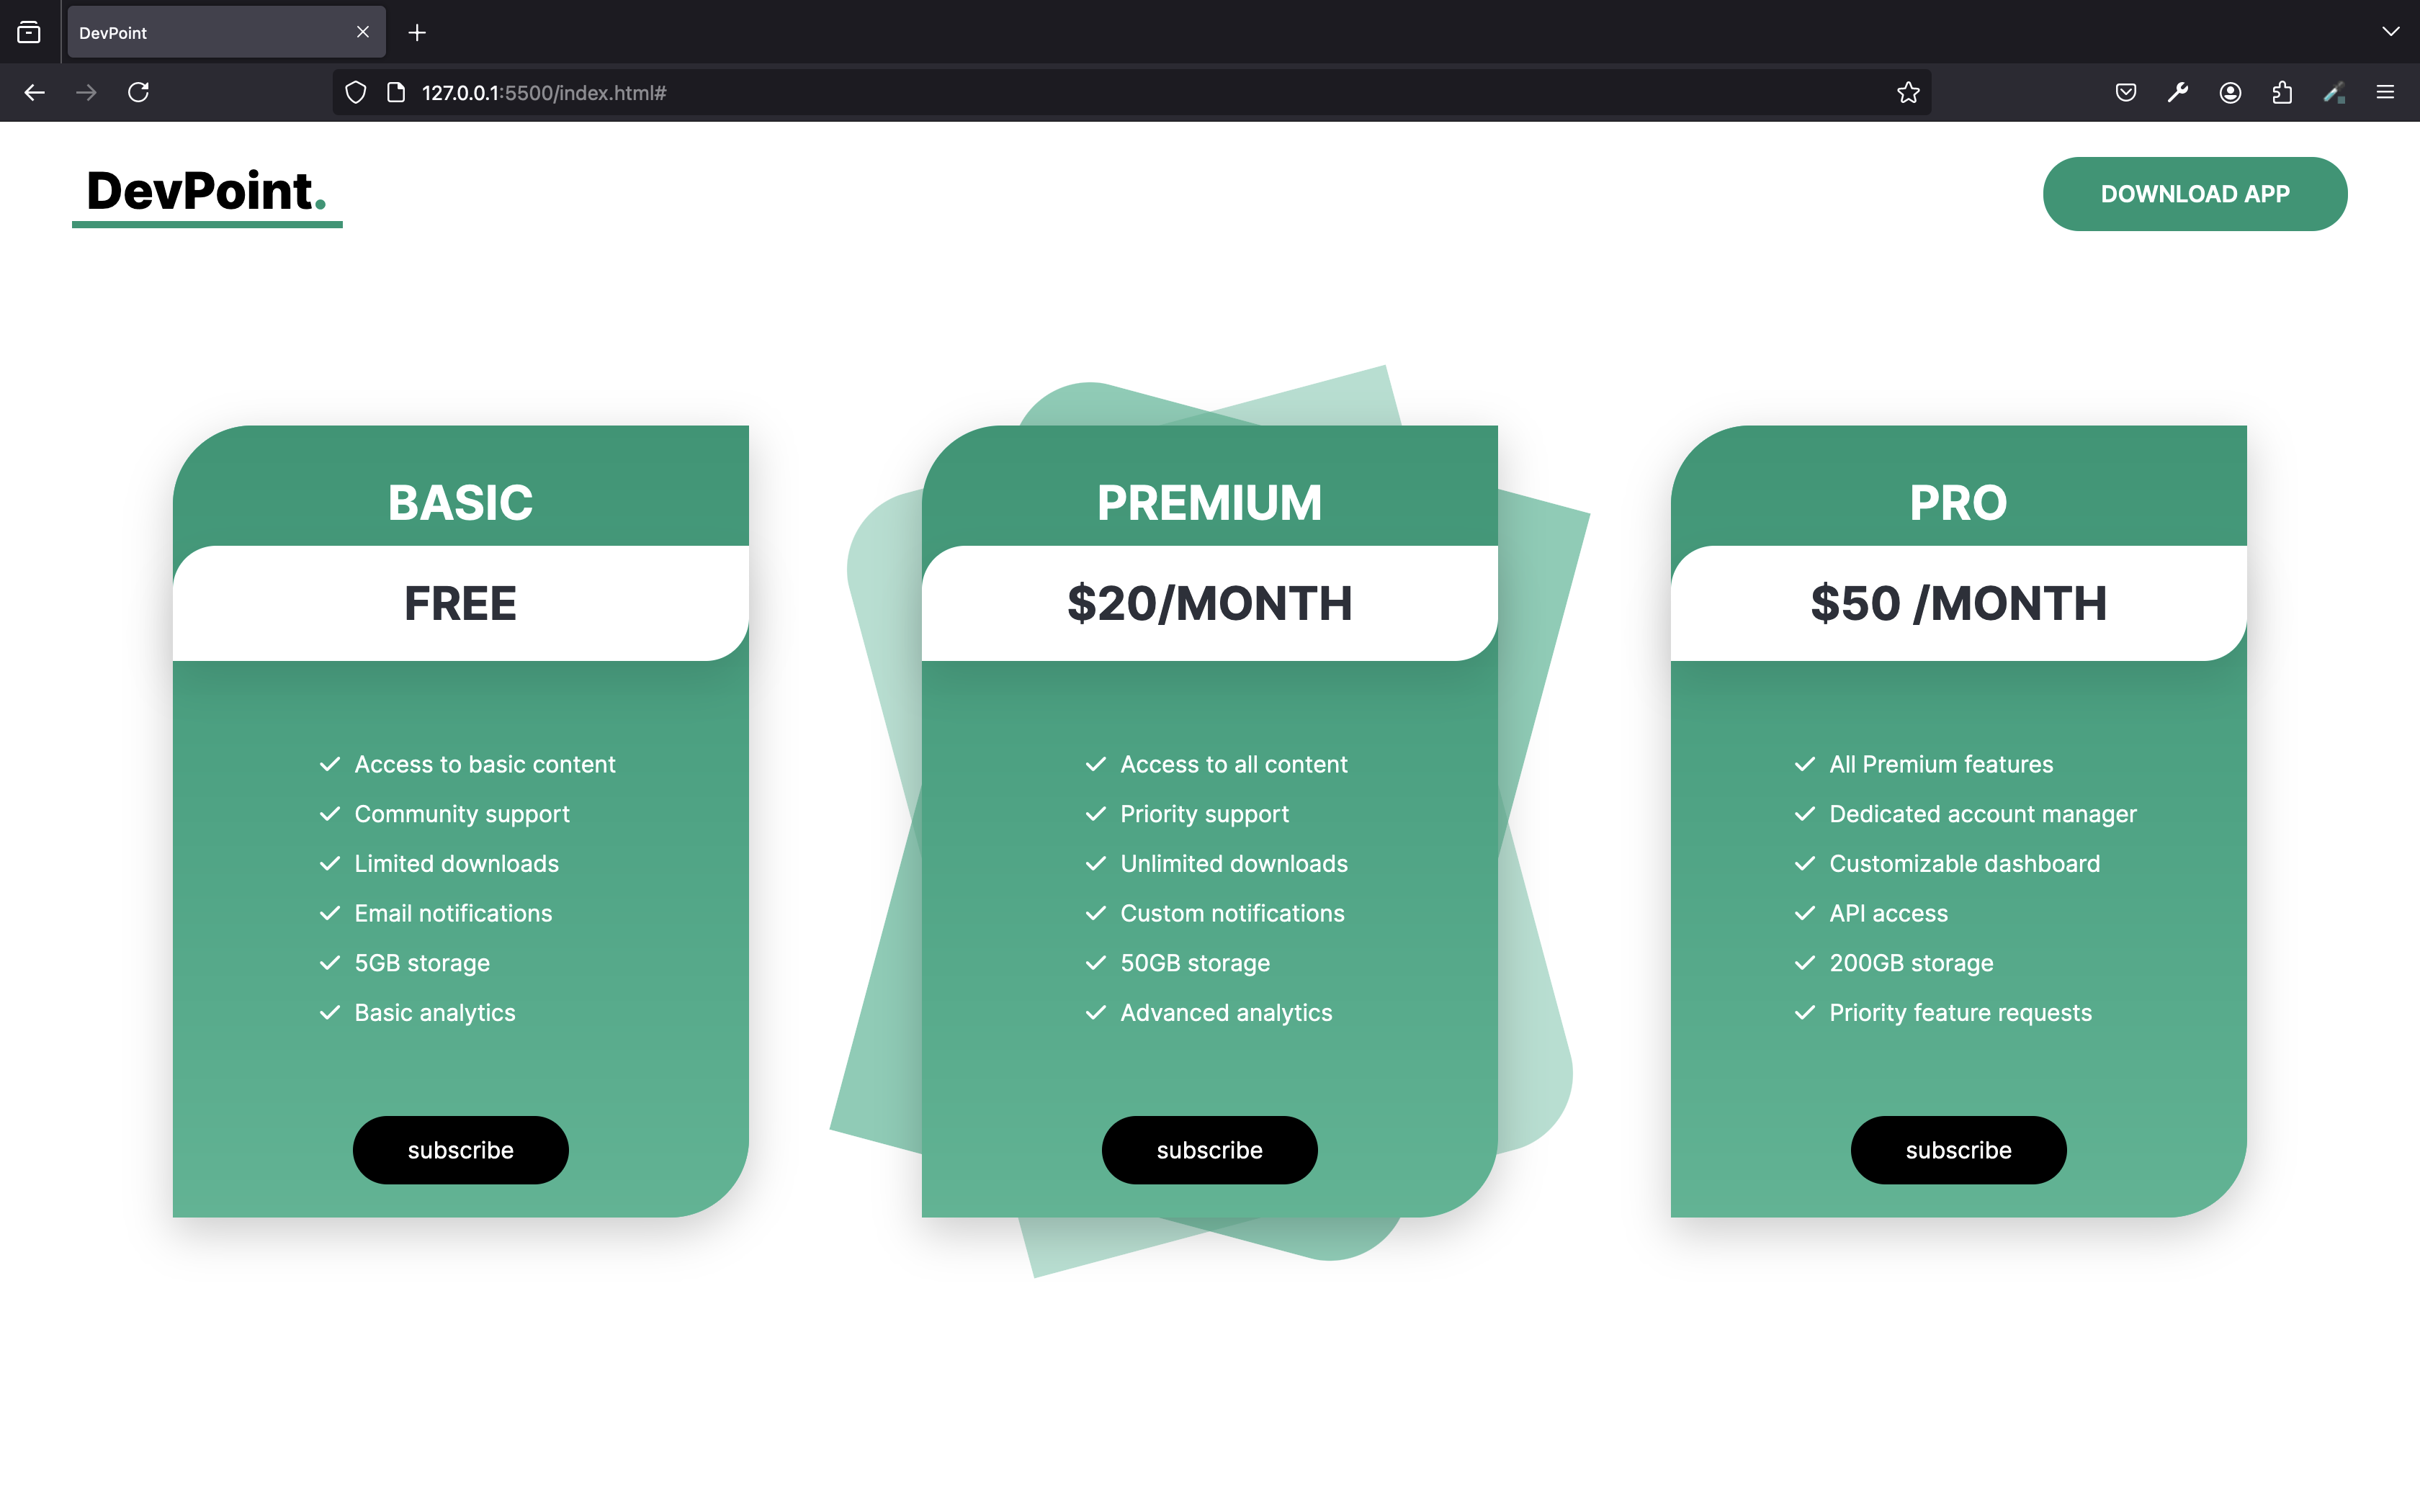 DevPoint
127.0.0.1:5500/index.html#
DevPoint.
DOWNLOAD APP
BASIC
FREE
Access to basic content
Community support
Limited downloads
Email notifications
5GB storage
Basic analytics
subscribe
PREMIUM
$20/MONTH
Access to all content
Priority support
Unlimited downloads
Custom notifications
50GB storage
Advanced analytics
subscribe
PRO
$50 /MONTH
All Premium features
Dedicated account manager
Customizable dashboard
API access
200GB storage
Priority feature requests
subscribe